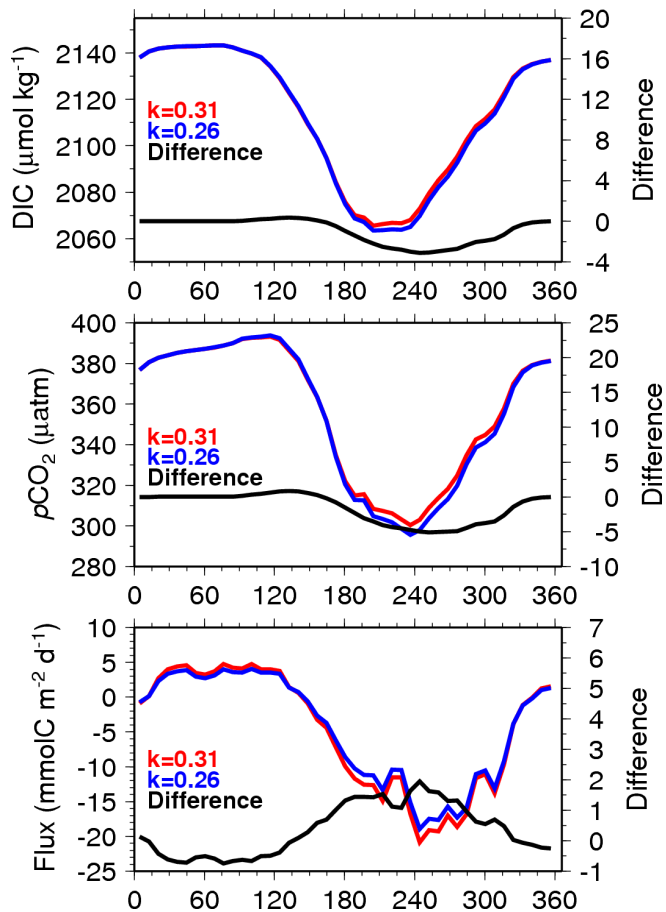 20
2140
16
2120
12
2100
8
2080
4
2060
0
-4
DIC (μmol kg-1)
Difference
k=0.31
k=0.26
Difference
0 60 120 180 240 300 360
400
25
380
20
360
15
340
10
320
5
300
0
280
-5
-10
pCO2 (μatm)
Difference
k=0.31
k=0.26
Difference
0 60 120 180 240 300 360
10
7
5
6
0
5
-5
4
-10
3
-15
2
-20
1
-25
0
-1
Flux (mmolC m-2 d-1)
Difference
k=0.31
k=0.26
Difference
0 60 120 180 240 300 360